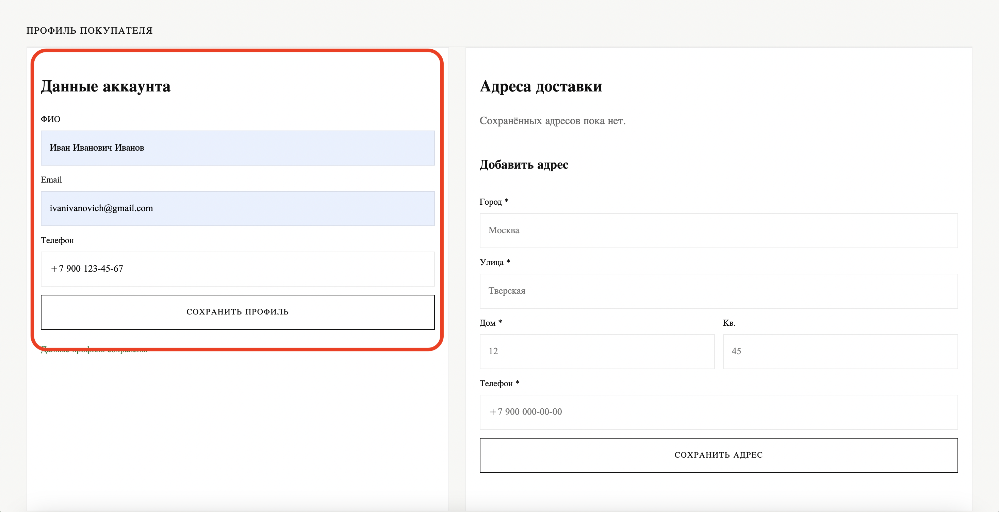 ПРОФИЛЬ ПОКУПАТЕЛЯ
Данные аккаунта
ФИО
Иван Иванович Иванов
Email
ivanivanovich@gmail.com
Телефон
+7 900 123-45-67
СОХРАНИТЬ ПРОФИЛЬ
Данные профиля сохранены
Адреса доставки
Сохранённых адресов пока нет.
Добавить адрес
Город *
Москва
Улица *
Тверская
Дом *
Кв.
12
45
Телефон *
+7 900 000-00-00
СОХРАНИТЬ АДРЕС